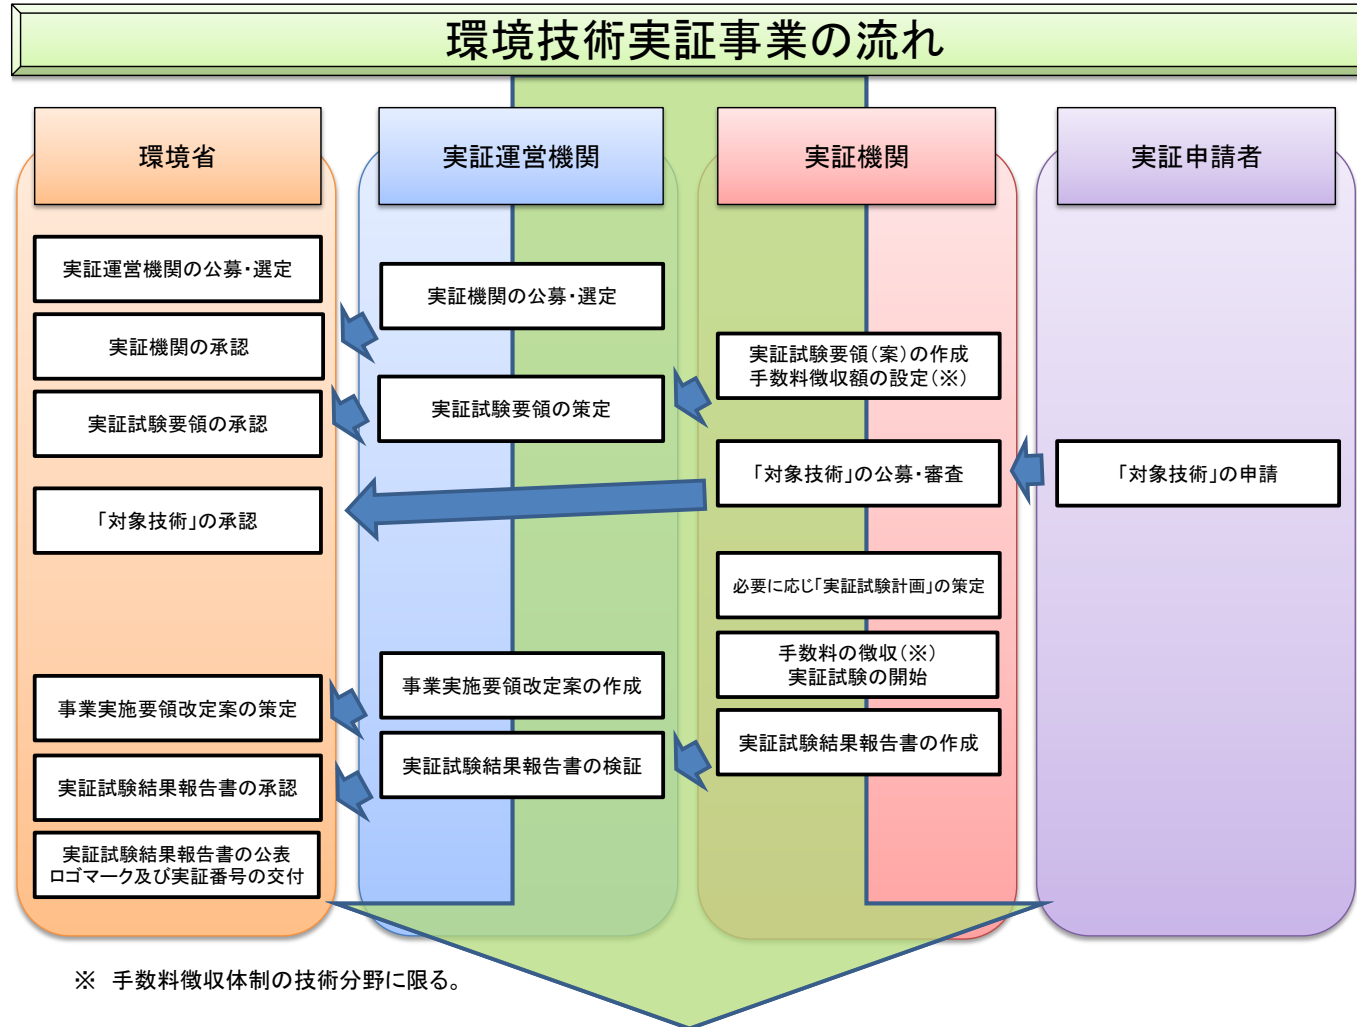 環境技術実証事業の流れ
環境省
実証運営機関
実証機関
実証申請者
実証運営機関の公募・選定
実証機関の公募・選定
実証機関の承認
実証試験要領(案)の作成
手数料徴収額の設定(※)
実証試験要領の策定
実証試験要領の承認
「対象技術」の公募・審査
「対象技術」の申請
「対象技術」の承認
必要に応じ「実証試験計画」の策定
手数料の徴収(※)
実証試験の開始
事業実施要領改定案の作成
事業実施要領改定案の策定
実証試験結果報告書の作成
実証試験結果報告書の検証
実証試験結果報告書の承認
実証試験結果報告書の公表
ロゴマーク及び実証番号の交付
※ 手数料徴収体制の技術分野に限る。